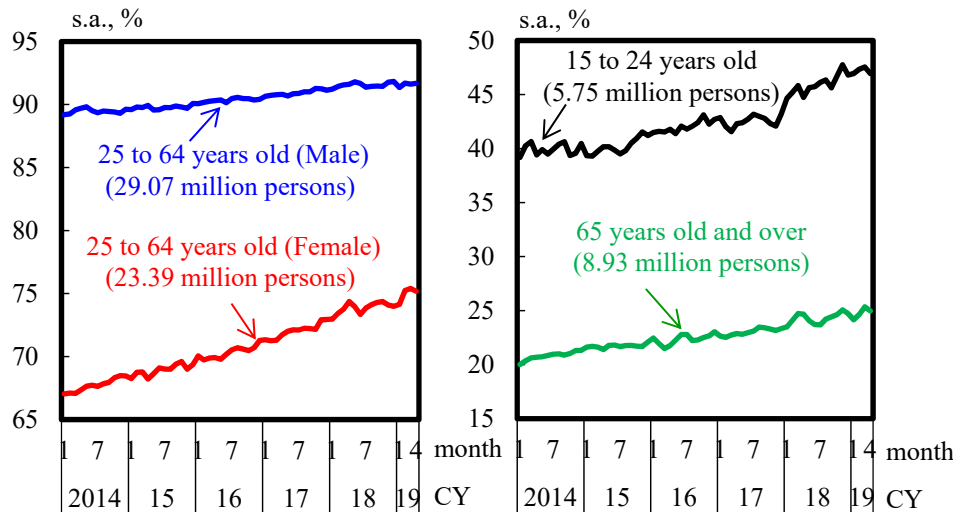 s.a., %
95
90
85
80
75
70
65
25 to 64 years old (Male)
(29.07 million persons)
25 to 64 years old (Female)
(23.39 million persons)
1 7 1 7 1 7 1 7 1 7 1 4 month
2014 15 16 17 18 19 CY
s.a., %
50
45
40
35
30
25
20
15
15 to 24 years old
(5.75 million persons)
65 years old and over
(8.93 million persons)
1 7 1 7 1 7 1 7 1 7 1 4 month
2014 15 16 17 18 19 CY